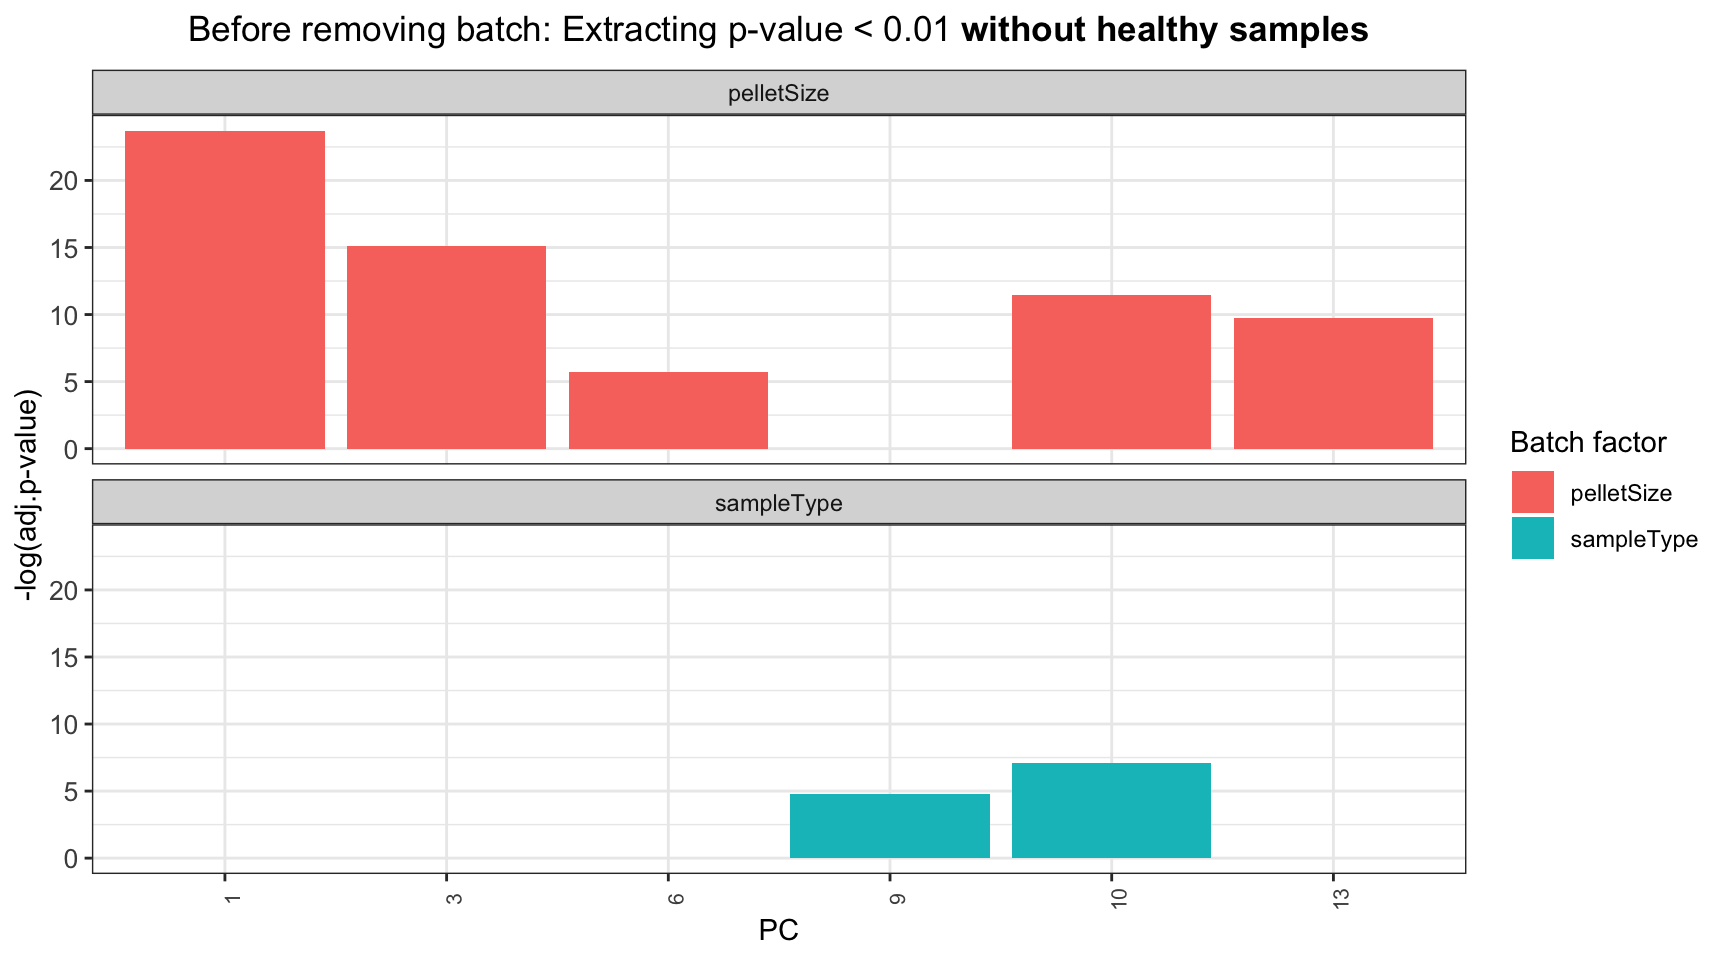 Before removing batch: Extracting p-value < 0.01 without healthy samples
pelletSize
20
15
10
5
0
sampleType
20
15
10
5
0
-log(adj.p-value)
1
3
6
9
10
13
PC
Batch factor
pelletSize
sampleType